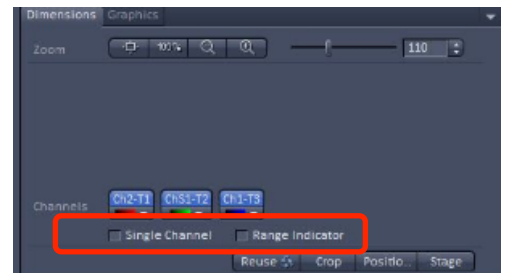 Dimensions Graphics
Zoom 100% 110
Channels Ch2-T1 ChS1-T2 Ch1-T3
Single Channel Range Indicator
Reuse Crop Positio... Stage